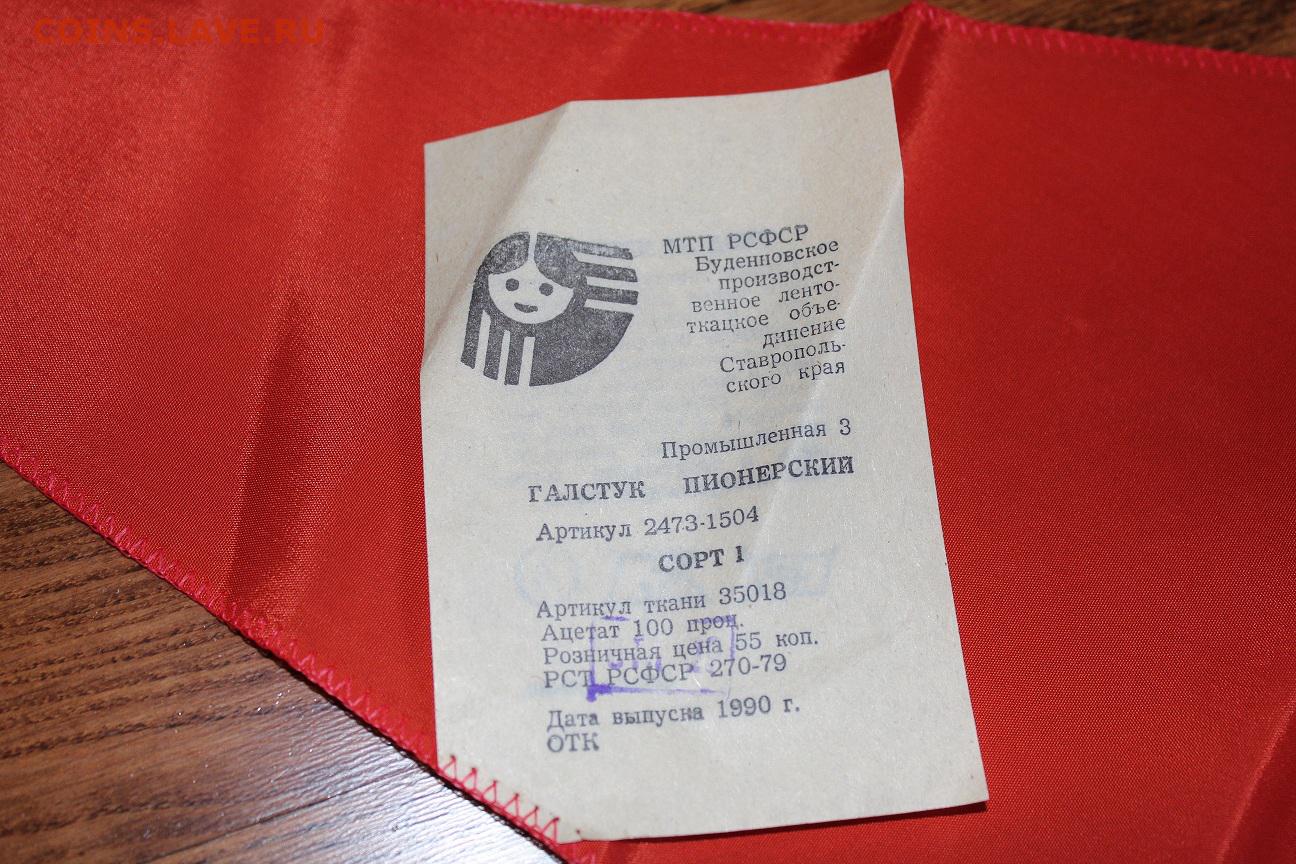 COINS.LAVE.RU
МТП РСФСР
Буденновское
производст-
венное ленто-
ткацкое объе-
динение
Ставрополь-
ского края
Промышленная 3
ГАЛСТУК ПИОНЕРСКИЙ
Артикул 2473-1504
СОРТ 1
Артикул ткани 35018
Ацетат 100 проц.
Розничная цена 55 коп.
РСТ РСФСР 270-79
Дата выпуска 1990 г.
ОТК